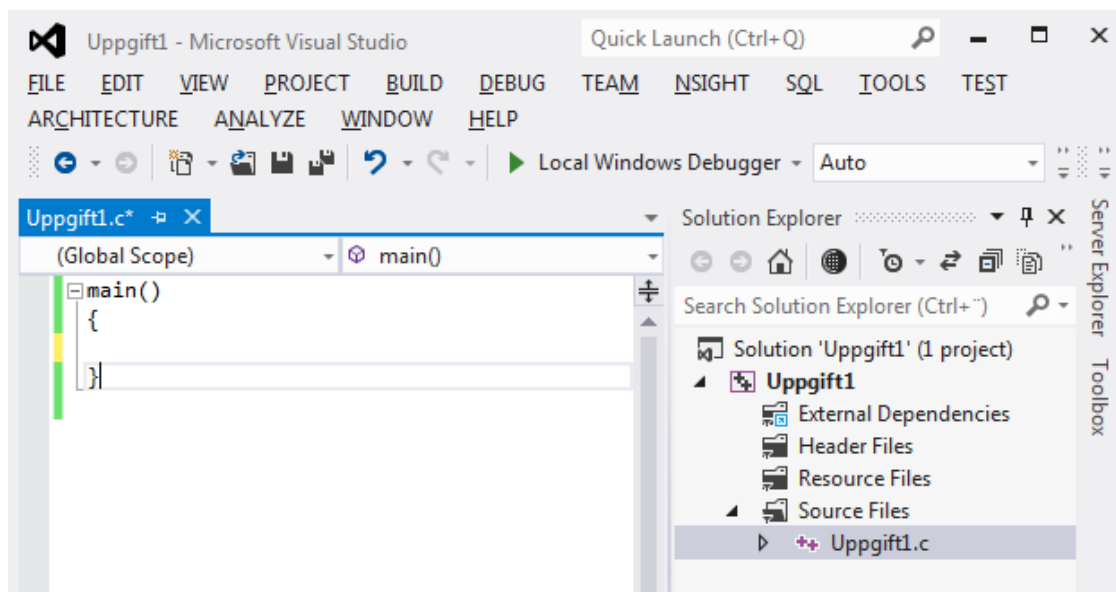 Uppgift1 - Microsoft Visual Studio
Quick Launch (Ctrl+Q)
FILE EDIT VIEW PROJECT BUILD DEBUG TEAM NSIGHT SQL TOOLS TEST
ARCHITECTURE ANALYZE WINDOW HELP
Local Windows Debugger
Auto
Uppgift1.c*
(Global Scope)
main()
main()
{
}
Solution Explorer
Search Solution Explorer (Ctrl+¨)
Solution 'Uppgift1' (1 project)
Uppgift1
External Dependencies
Header Files
Resource Files
Source Files
Uppgift1.c
Server Explorer
Toolbox